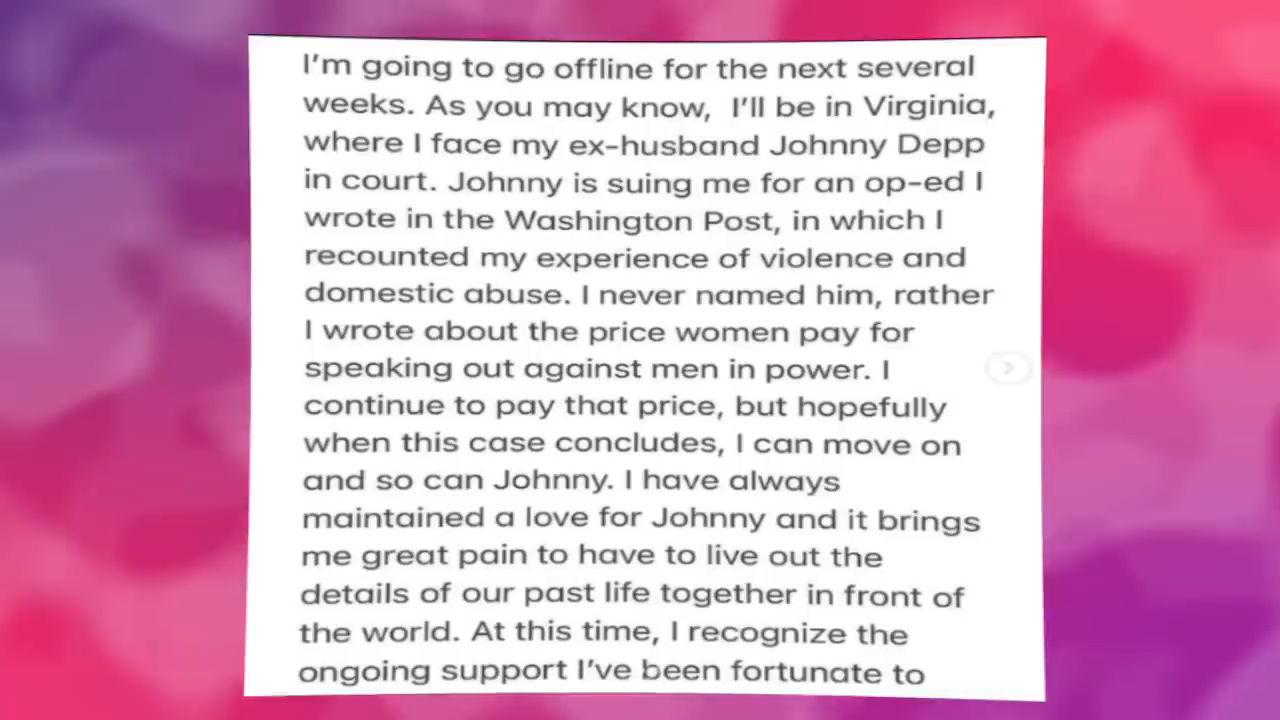 I'm going to go offline for the next several
weeks. As you may know, I'll be in Virginia,
where I face my ex-husband Johnny Depp
in court. Johnny is suing me for an op-ed I
wrote in the Washington Post, in which I
recounted my experience of violence and
domestic abuse. I never named him, rather
I wrote about the price women pay for
speaking out against men in power. I
continue to pay that price, but hopefully
when this case concludes, I can move on
and so can Johnny. I have always
maintained a love for Johnny and it brings
me great pain to have to live out the
details of our past life together in front of
the world. At this time, I recognize the
ongoing support I've been fortunate to